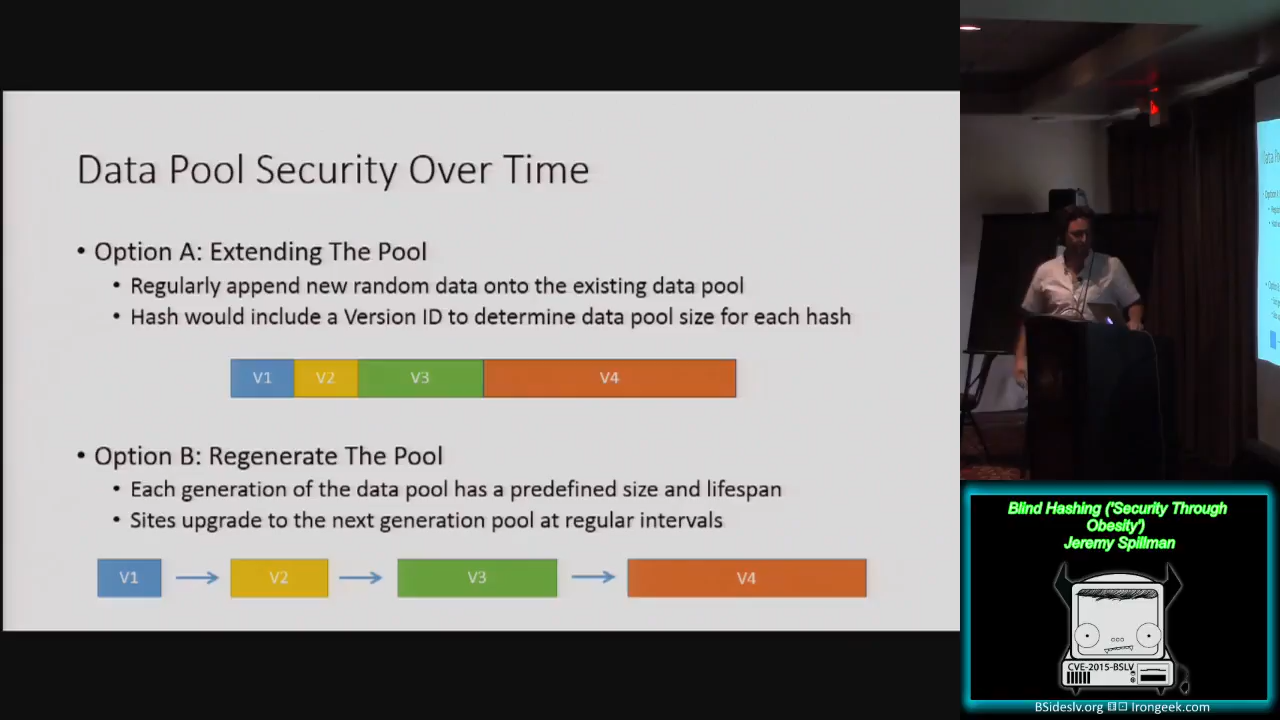 Data Pool Security Over Time
• Option A: Extending The Pool
• Regularly append new random data onto the existing data pool
• Hash would include a Version ID to determine data pool size for each hash
V1 V2 V3 V4
• Option B: Regenerate The Pool
• Each generation of the data pool has a predefined size and lifespan
• Sites upgrade to the next generation pool at regular intervals
V1 V2 V3 V4
Blind Hashing ('Security Through
Obesity')
Jeremy Spillman
CVE-2015-BSLV
BSideslv.org Irongeek.com